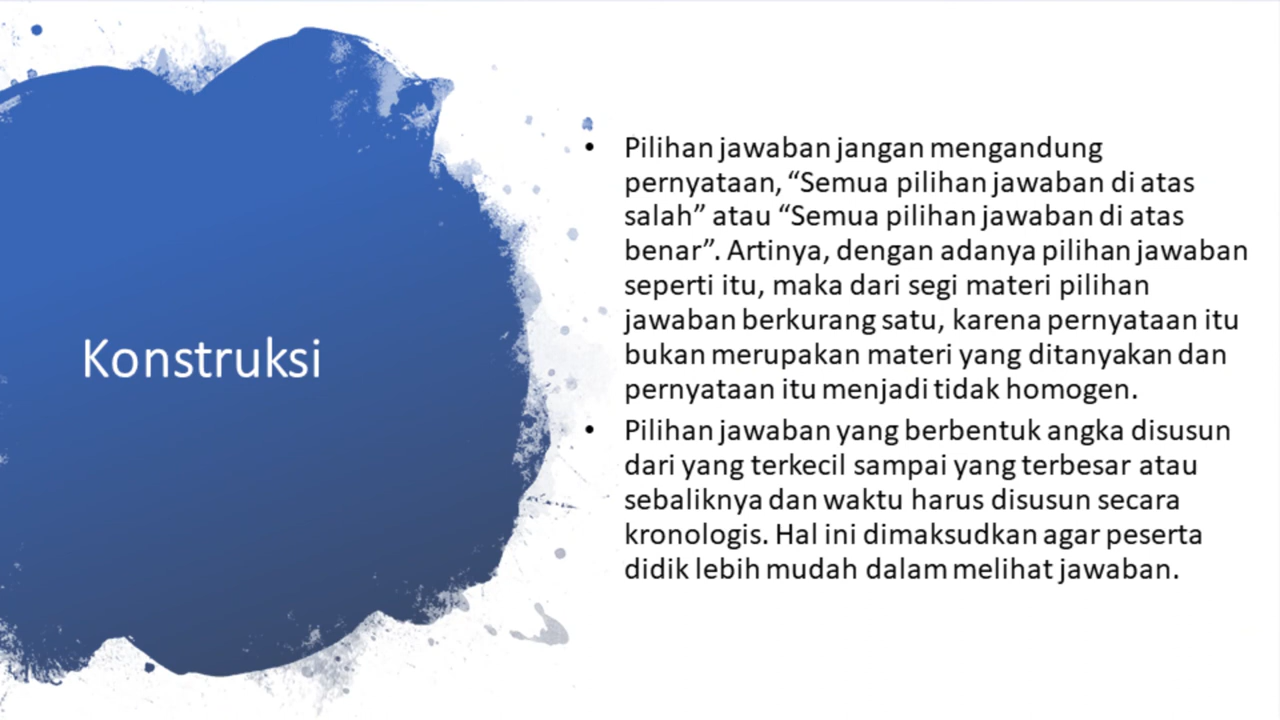 Konstruksi
• Pilihan jawaban jangan mengandung
pernyataan, “Semua pilihan jawaban di atas
salah” atau “Semua pilihan jawaban di atas
benar”. Artinya, dengan adanya pilihan jawaban
seperti itu, maka dari segi materi pilihan
jawaban berkurang satu, karena pernyataan itu
bukan merupakan materi yang ditanyakan dan
pernyataan itu menjadi tidak homogen.
• Pilihan jawaban yang berbentuk angka disusun
dari yang terkecil sampai yang terbesar atau
sebaliknya dan waktu harus disusun secara
kronologis. Hal ini dimaksudkan agar peserta
didik lebih mudah dalam melihat jawaban.